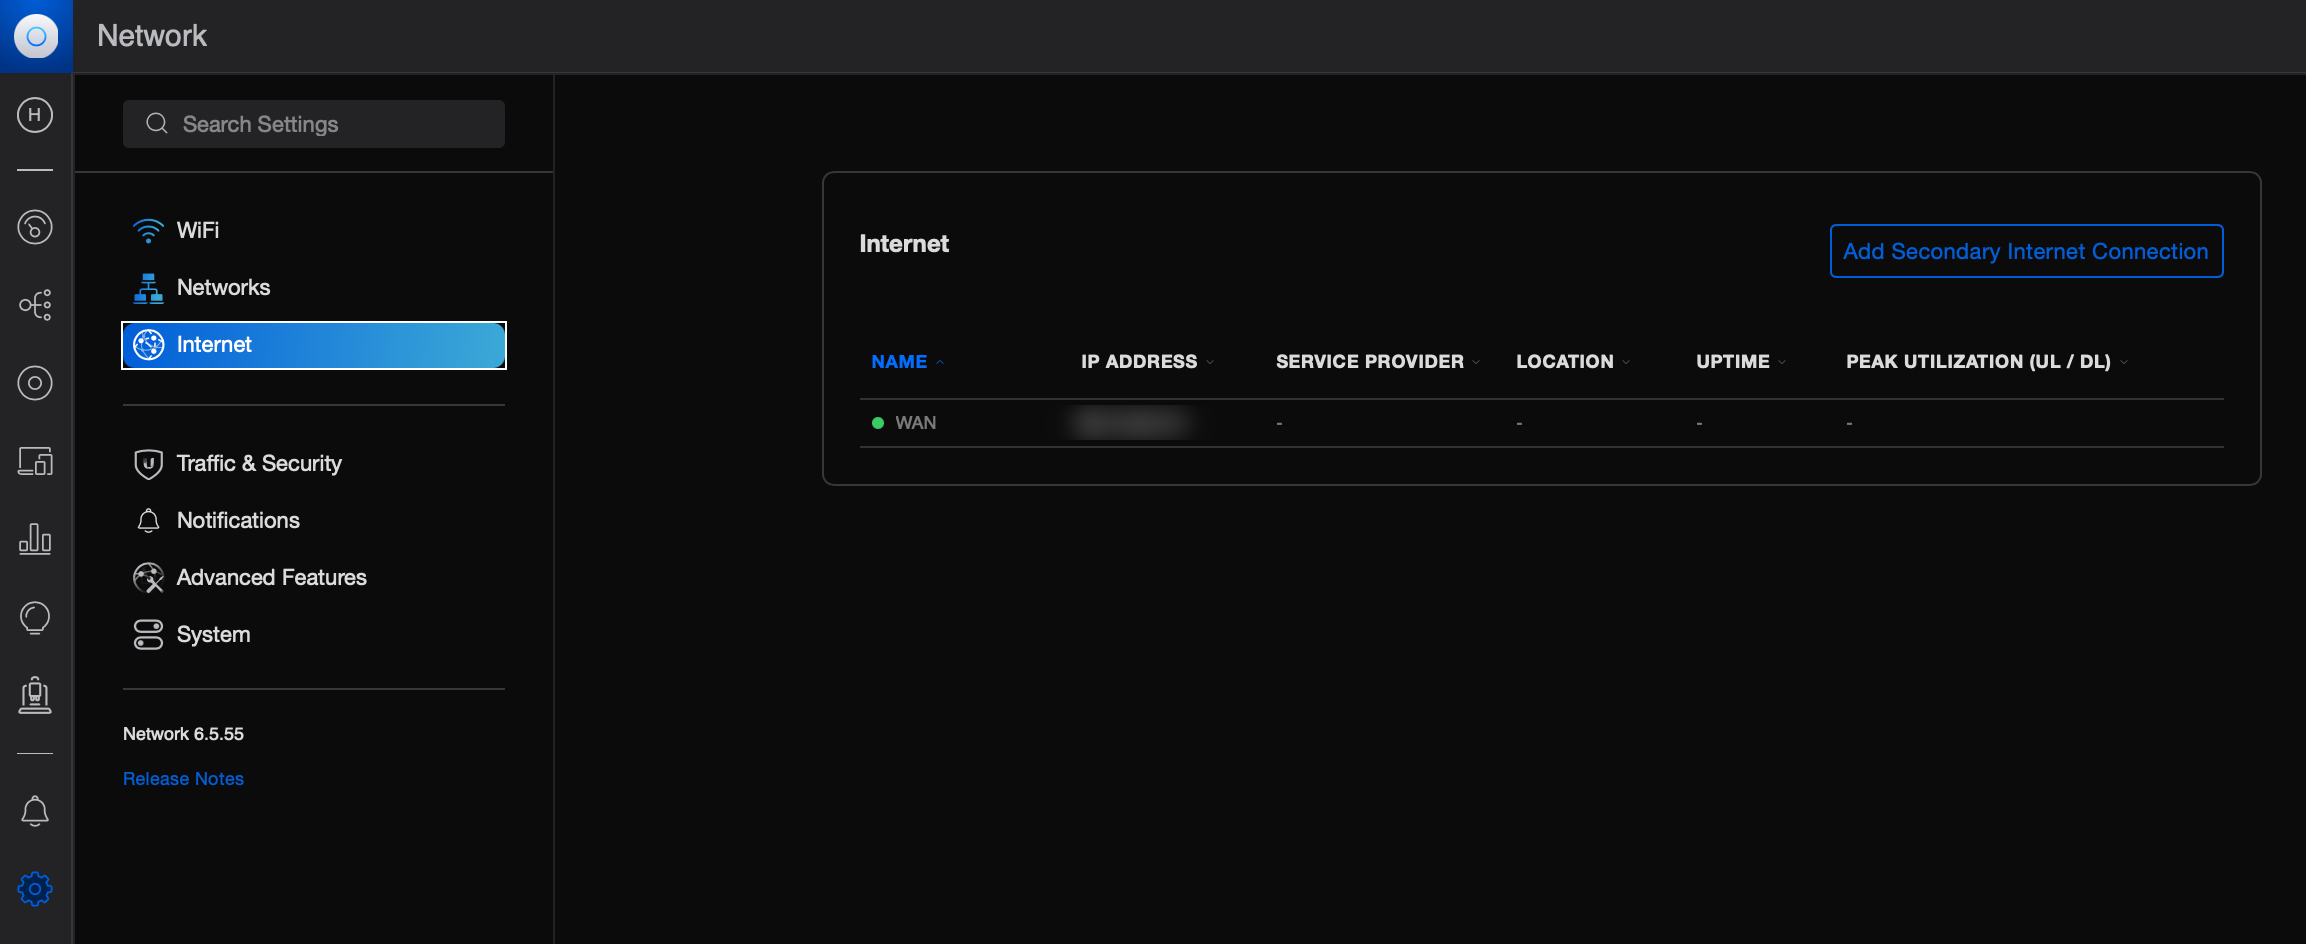 Network
H
Search Settings
WiFi
Networks
Internet
Traffic & Security
Notifications
Advanced Features
System
Network 6.5.55
Release Notes
Internet
Add Secondary Internet Connection
NAME IP ADDRESS SERVICE PROVIDER LOCATION UPTIME PEAK UTILIZATION (UL / DL)
WAN - - - -